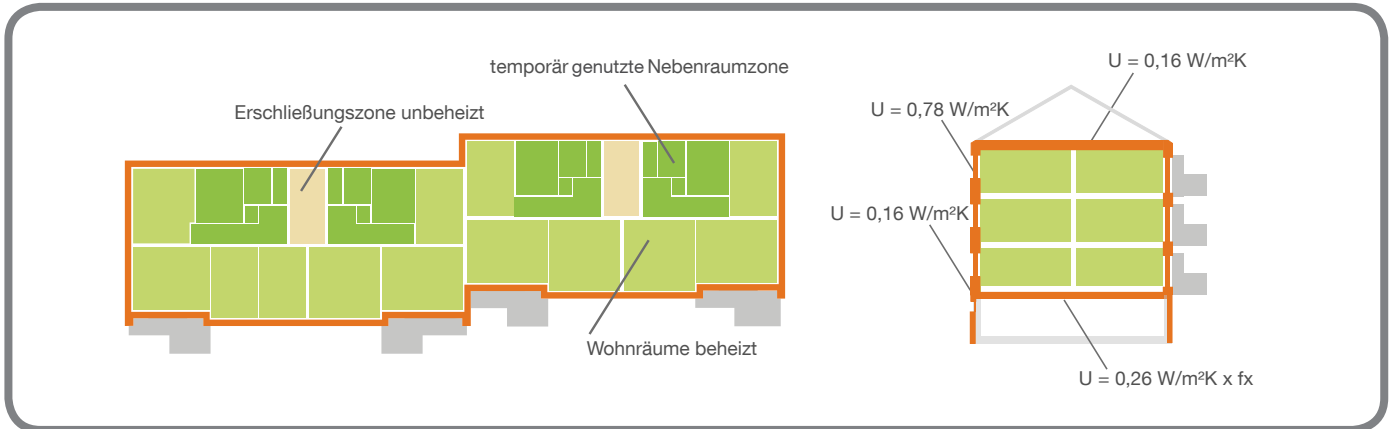 temporär genutzte Nebenraumzone
Erschließungszone unbeheizt
Wohnräume beheizt
U = 0,16 W/m²K
U = 0,78 W/m²K
U = 0,16 W/m²K
U = 0,26 W/m²K x fx